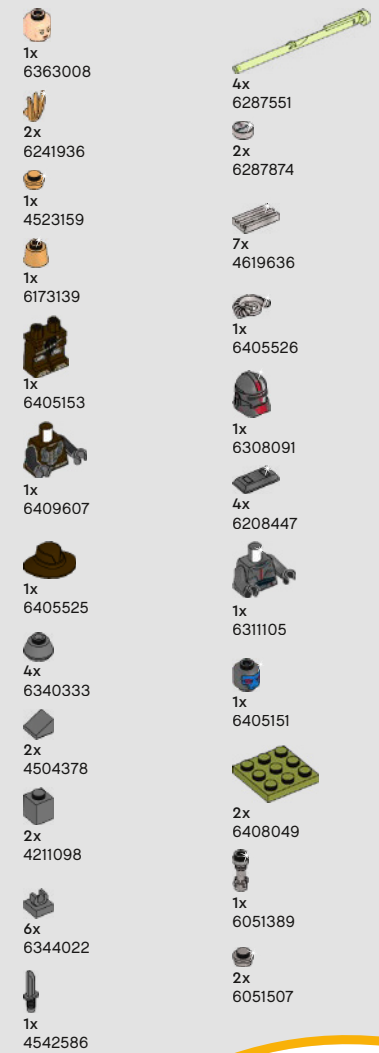 1x
6363008
2x
6241936
1x
4523159
1x
6173139
1x
6405153
1x
6409607
1x
6405525
4x
6340333
2x
4504378
2x
4211098
6x
6344022
1x
4542586
4x
6287551
2x
6287874
7x
4619636
1x
6405526
1x
6308091
4x
6208447
1x
6311105
1x
6405151
2x
6408049
1x
6051389
2x
6051507